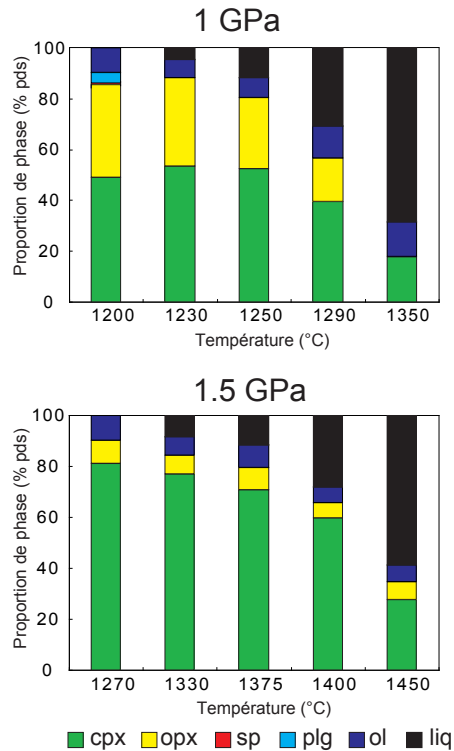 1 GPa
Proportion de phase (% pds)
100
80
60
40
20
0
1200 1230 1250 1290 1350
Température (°C)
1.5 GPa
Proportion de phase (% pds)
100
80
60
40
20
0
1270 1330 1375 1400 1450
Température (°C)
cpx opx sp plg ol liq